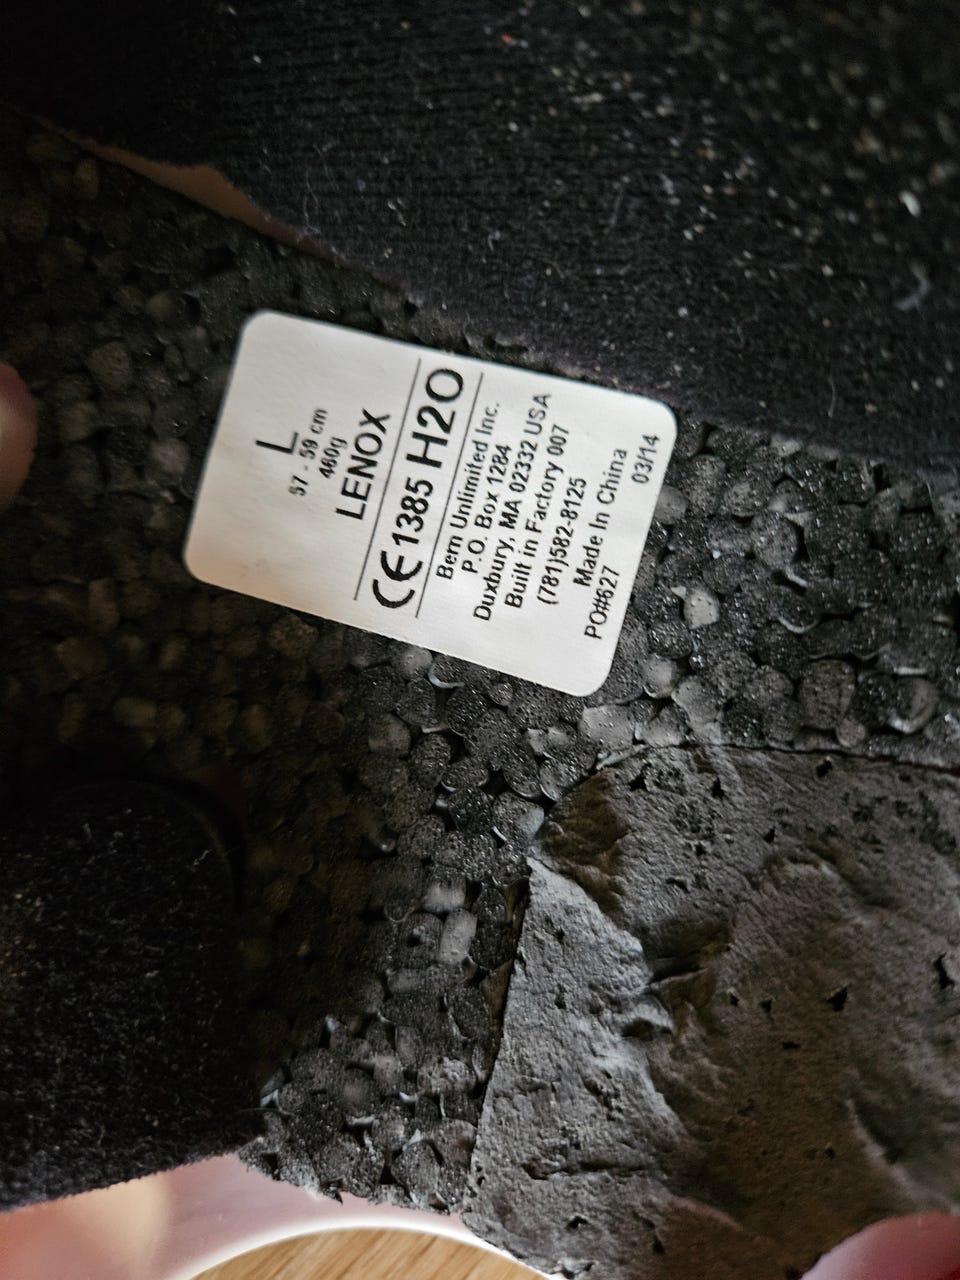 L
57 - 59 cm
460g
LENOX
CE 1385 H2O
Bern Unlimited Inc.
P.O. Box 1284
Duxbury, MA 02332 USA
Built in Factory 007
(781)582-8125
Made In China
PO#627 03/14